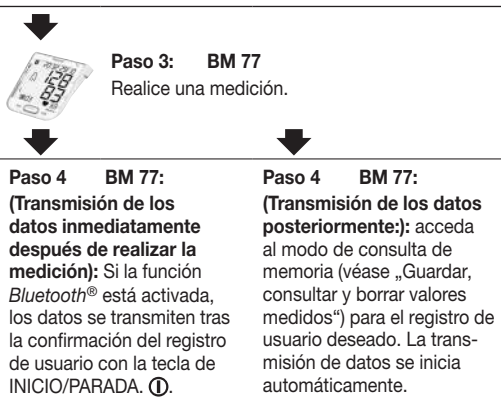 Paso 3: BM 77
Realice una medición.
Paso 4 BM 77:
(Transmisión de los
datos inmediatamente
después de realizar la
medición): Si la función
Bluetooth® está activada,
los datos se transmiten tras
la confirmación del registro
de usuario con la tecla de
INICIO/PARADA. .
Paso 4 BM 77:
(Transmisión de los datos
posteriormente:): acceda
al modo de consulta de
memoria (véase „Guardar,
consultar y borrar valores
medidos“) para el registro de
usuario deseado. La trans-
misión de datos se inicia
automáticamente.